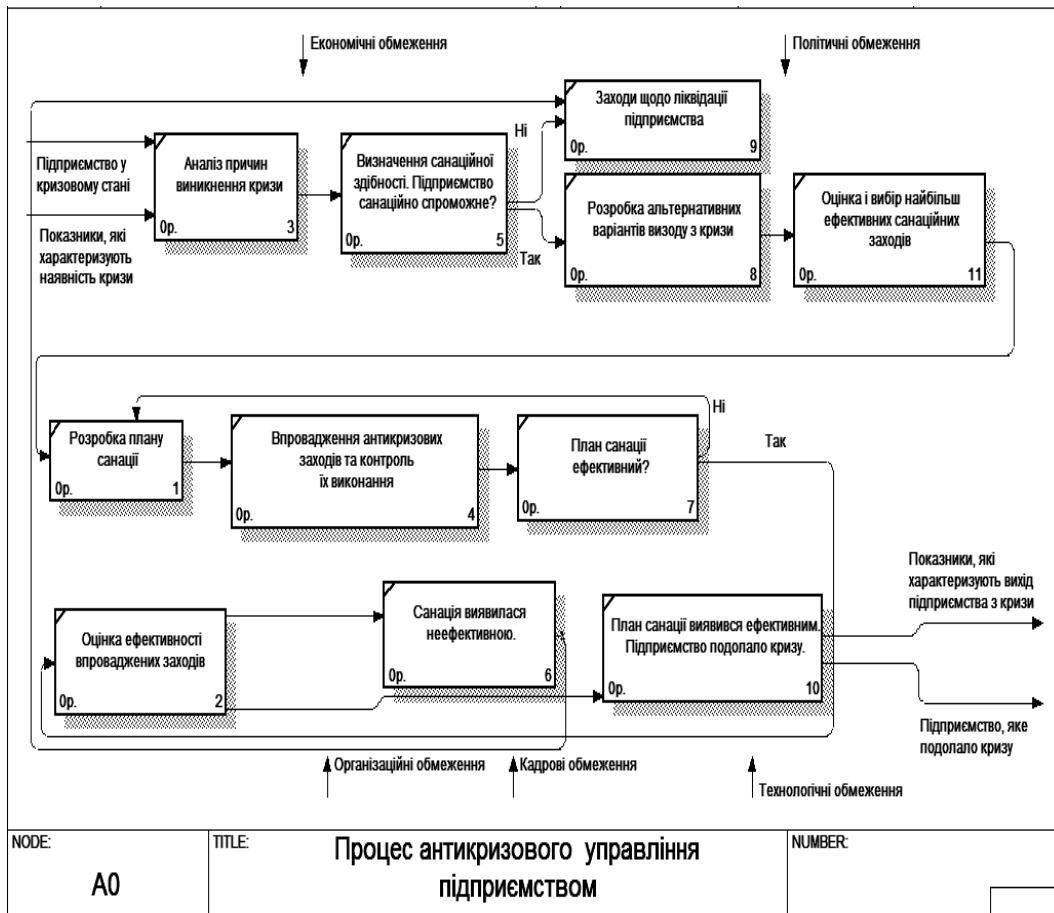 Економічні обмеження
Політичні обмеження
Підприємство у
кризовому стані
Показники, які
характеризують
наявність кризи
Аналіз причин
виникнення кризи
0р.
3
Визначення санаційної
здібності. Підприємство
санаційно спроможне?
0р.
5
Ні
Так
Заходи щодо ліквідації
підприємства
0р.
9
Розробка альтернативних
варіантів визоду з кризи
0р.
8
Оцінка і вибір найбільш
ефективних санаційних
заходів
0р.
11
Розробка плану
санації
0р.
1
Впровадження антикризових
заходів та контроль
їх виконання
0р.
4
План санації
ефективний?
0р.
7
Ні
Так
Оцінка ефективності
впроваджених заходів
0р.
2
Санація виявилася
неефективною.
0р.
6
План санації виявився ефективним.
Підприємство подолало кризу.
0р.
10
Показники, які
характеризують вихід
підприємства з кризи
Підприємство, яке
подолало кризу
Організаційні обмеження
Кадрові обмеження
Технологічні обмеження
NODE:
A0
TITLE:
Процес антикризового управління
підприємством
NUMBER: